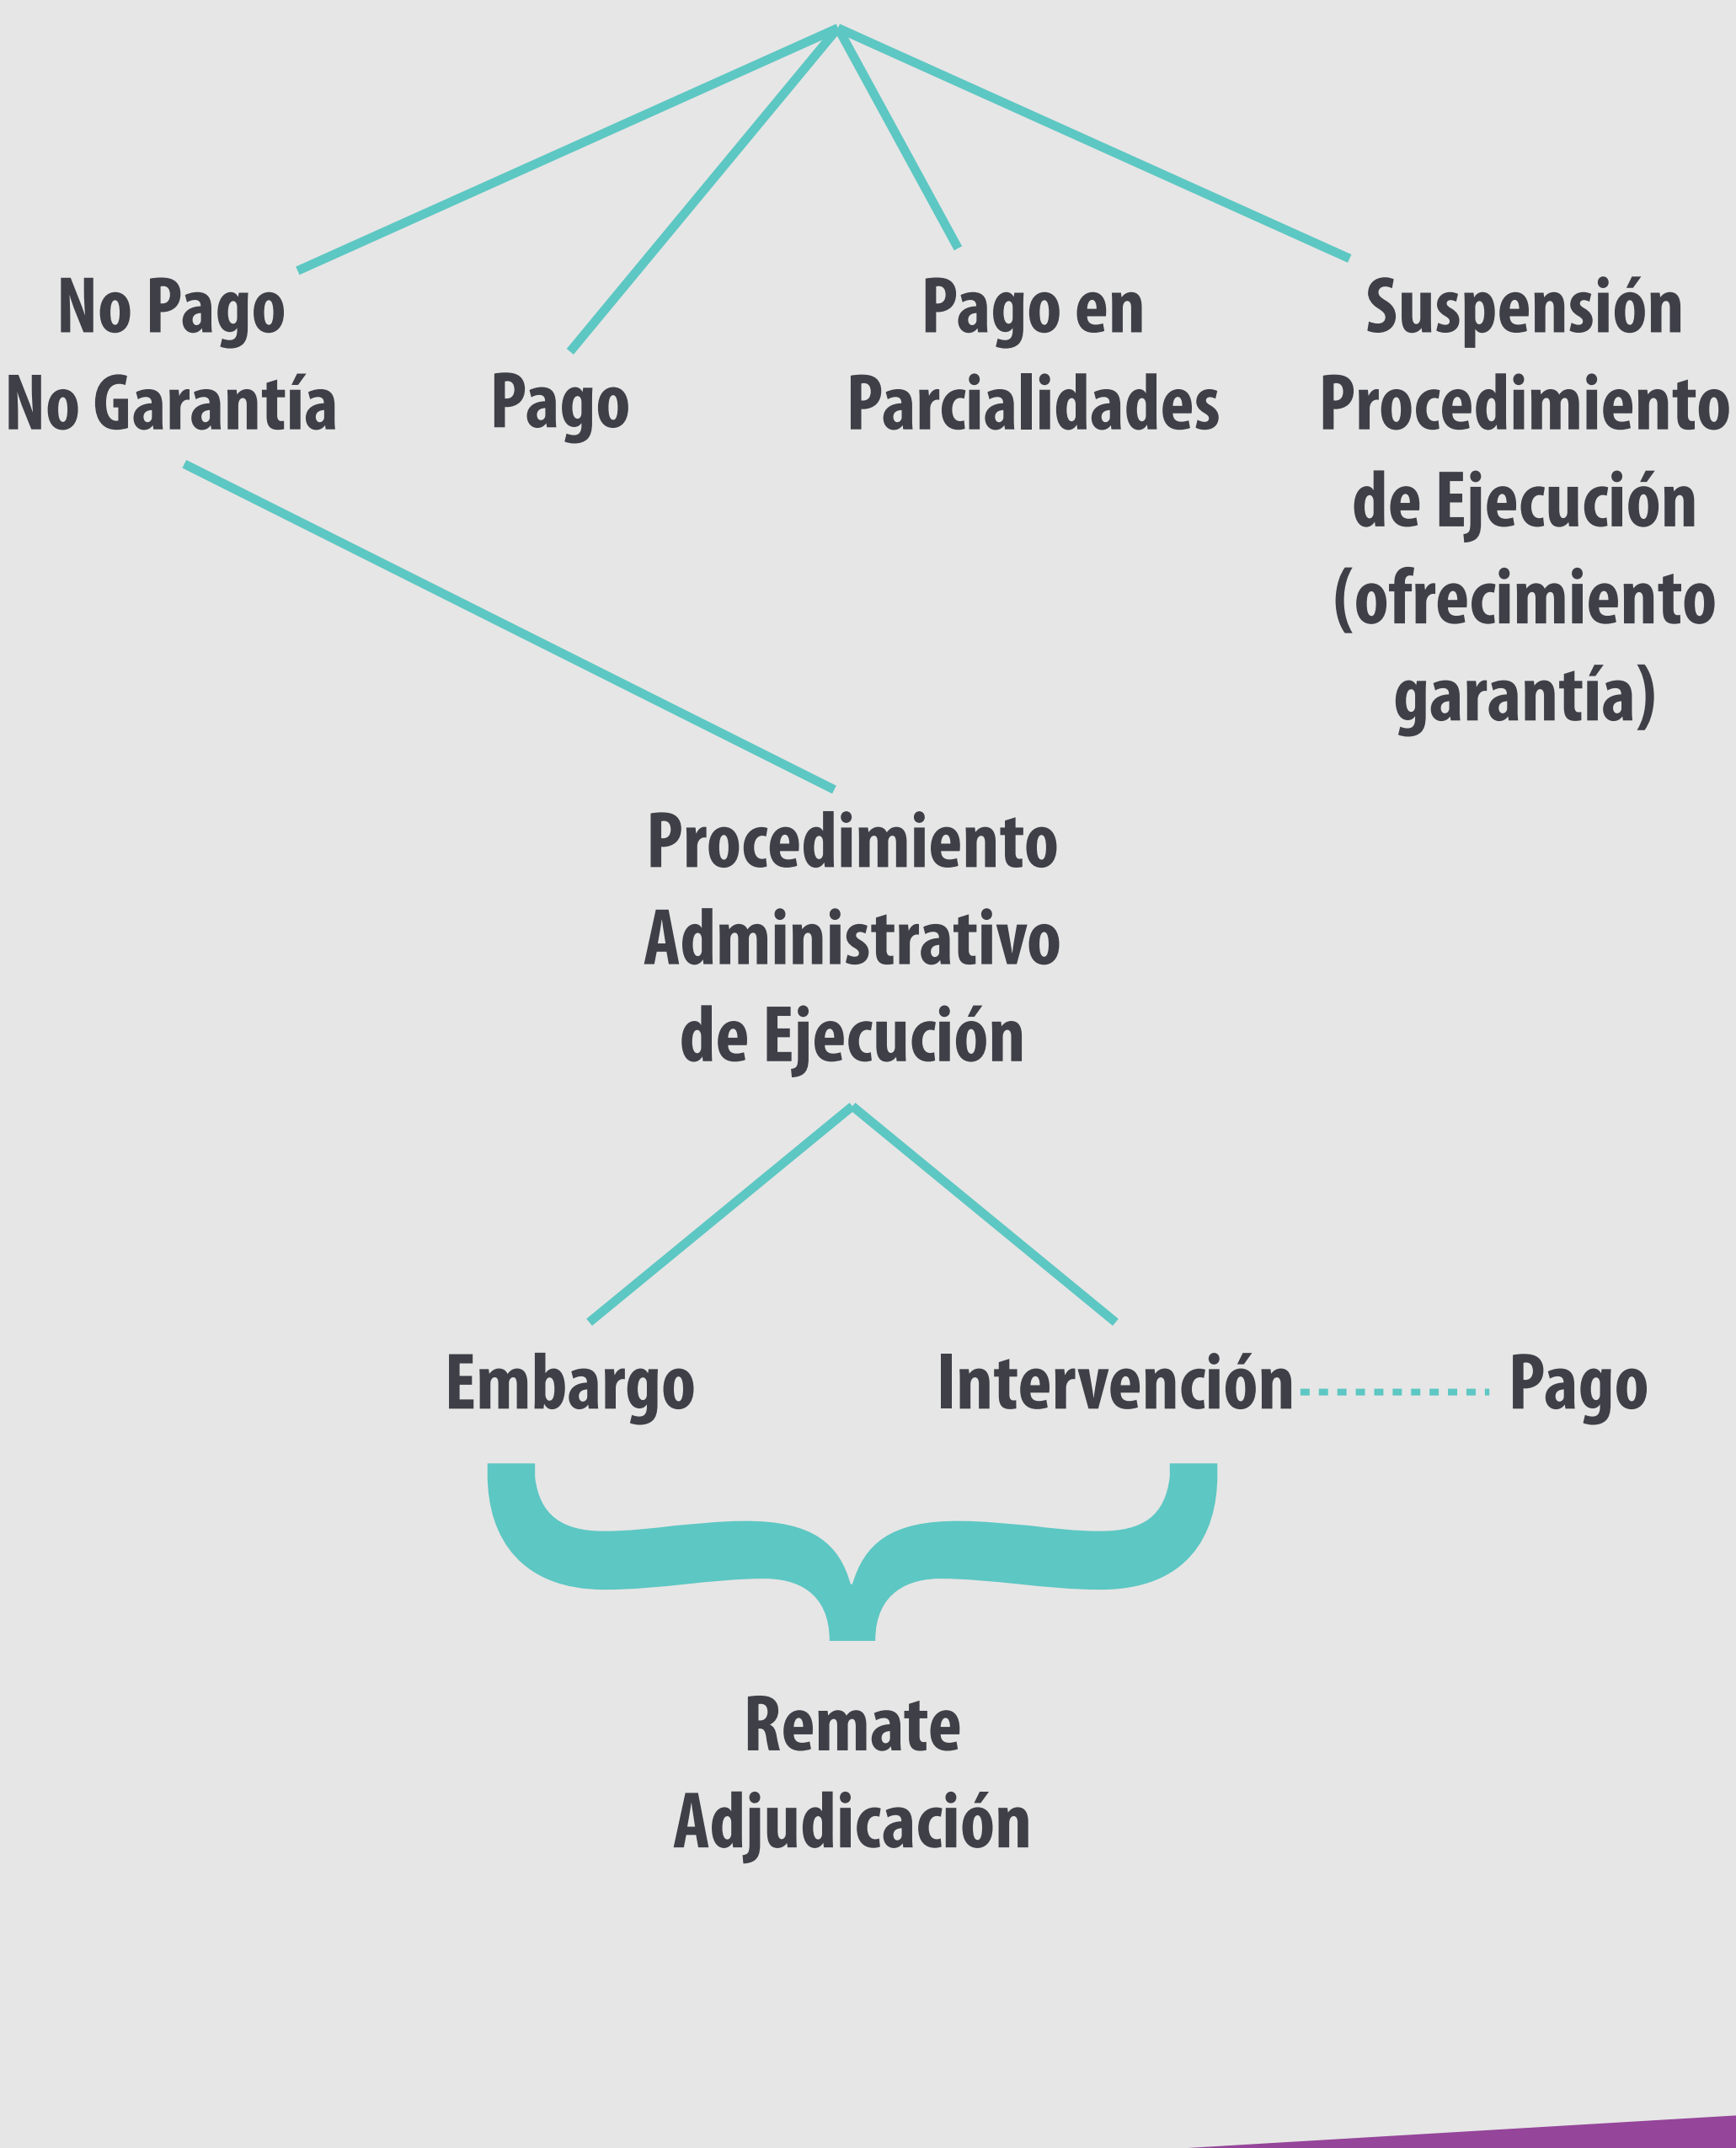 No Pago
No Garantía
Pago
Pago en
Parcialidades
Suspensión
Procedimiento
de Ejecución
(ofrecimiento
garantía)
Procedimiento
Administrativo
de Ejecución
Embargo
Intervención
Pago
Remate
Adjudicación